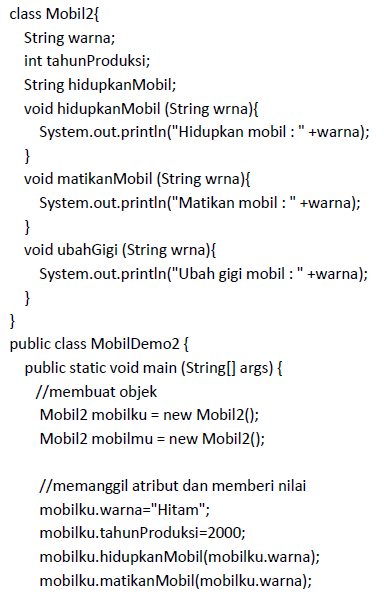 class Mobil2{
    String warna;
    int tahunProduksi;
    String hidupkanMobil;
    void hidupkanMobil (String wrna){
        System.out.println("Hidupkan mobil : " +warna);
    }
    void matikanMobil (String wrna){
        System.out.println("Matikan mobil : " +warna);
    }
    void ubahGigi (String wrna){
        System.out.println("Ubah gigi mobil : " +warna);
    }
}
public class MobilDemo2 {
    public static void main (String[] args) {
        //membuat objek
        Mobil2 mobilku = new Mobil2();
        Mobil2 mobilmu = new Mobil2();

        //memanggil atribut dan memberi nilai
        mobilku.warna="Hitam";
        mobilku.tahunProduksi=2000;
        mobilku.hidupkanMobil(mobilku.warna);
        mobilku.matikanMobil(mobilku.warna);